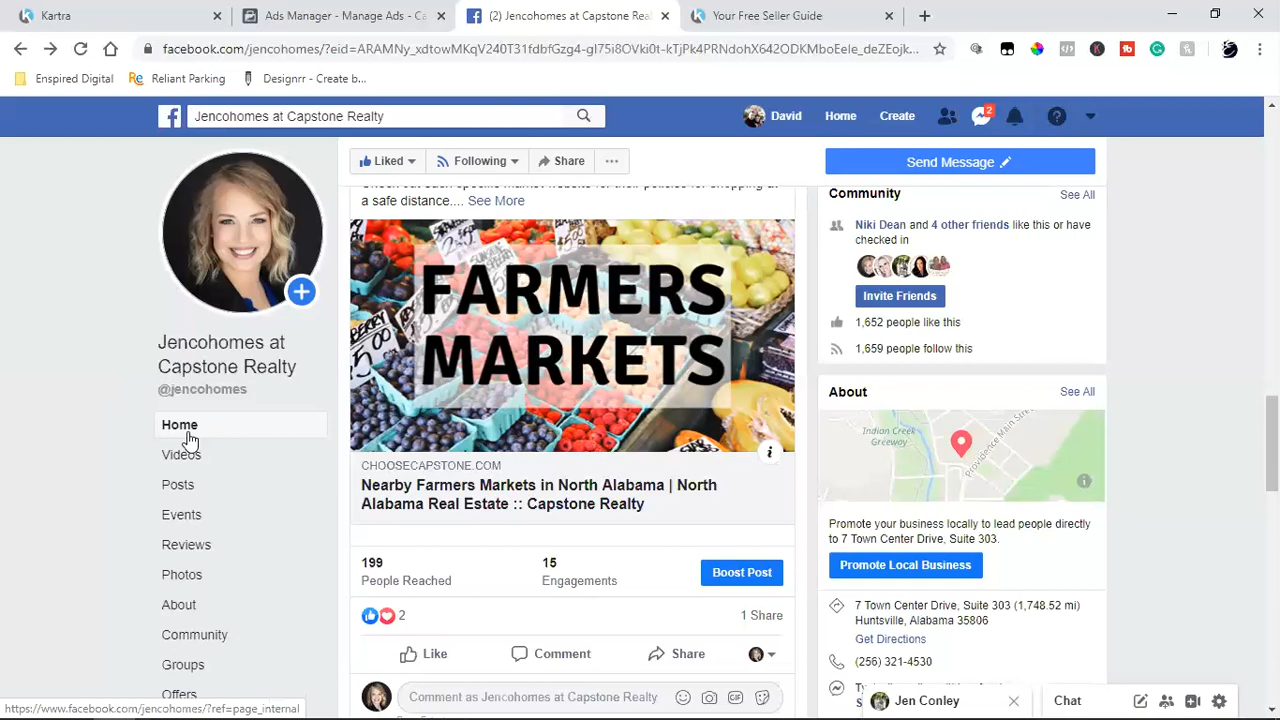 Kartra
Ads Manager - Manage Ads - C
(2) Jencohomes at Capstone Rea
Your Free Seller Guide
facebook.com/jencohomes/?eid=ARAMNy_xdtowMKqV240T31fdbfGzg4-gl75i8OVki0t-kTjPk4PRNdohX642ODKMboEele_deZEojk...
Enspired Digital
Reliant Parking
Designrr - Create b...
Jencohomes at Capstone Realty
David
Home
Create
2
Liked
Following
Share
Send Message
Jencohomes at
Capstone Realty
@jencohomes
Home
Videos
Posts
Events
Reviews
Photos
About
Community
Groups
Offers
a safe distance.... See More
FARMERS
MARKETS
CHOOSECAPSTONE.COM
Nearby Farmers Markets in North Alabama | North
Alabama Real Estate :: Capstone Realty
199
People Reached
15
Engagements
Boost Post
2
1 Share
Like
Comment
Share
Comment as Jencohomes at Capstone Realty
Community
See All
Niki Dean and 4 other friends like this or have
checked in
Invite Friends
1,652 people like this
1,659 people follow this
About
See All
Indian Creek
Greenway
Providence Main St
Promote your business locally to lead people directly
to 7 Town Center Drive, Suite 303.
Promote Local Business
7 Town Center Drive, Suite 303 (1,748.52 mi)
Huntsville, Alabama 35806
Get Directions
(256) 321-4530
Jen Conley
Chat
https://www.facebook.com/jencohomes/?ref=page_internal